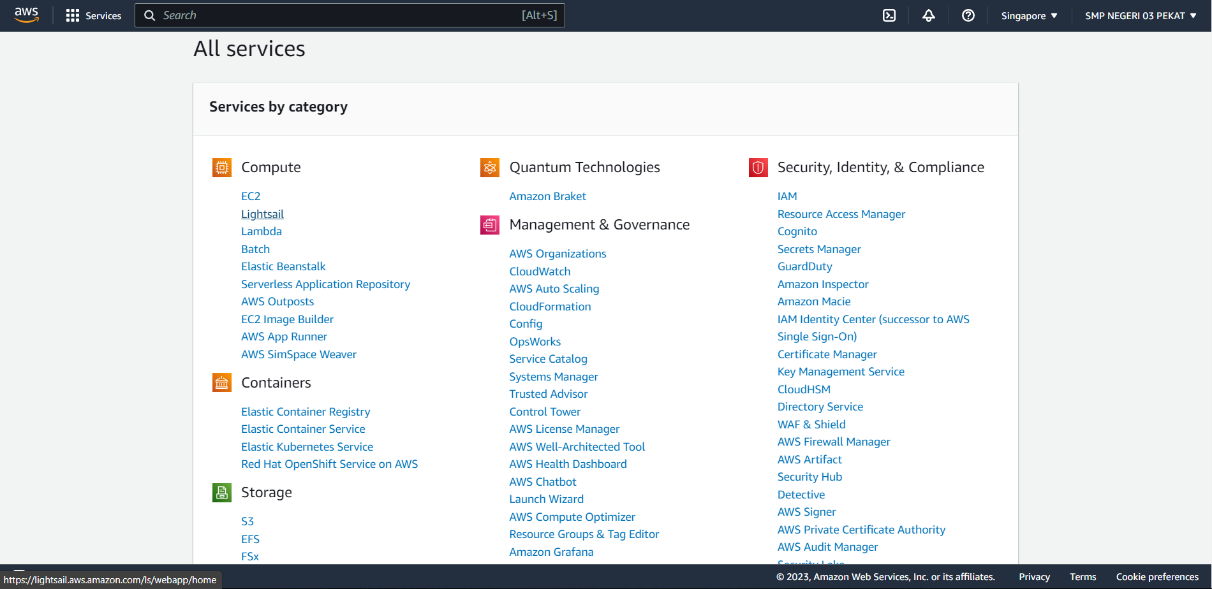 aws
Services
Search
[Alt+S]
Singapore
SMP NEGERI 03 PEKAT
All services
Services by category
Compute
EC2
Lightsail
Lambda
Batch
Elastic Beanstalk
Serverless Application Repository
AWS Outposts
EC2 Image Builder
AWS App Runner
AWS SimSpace Weaver
Containers
Elastic Container Registry
Elastic Container Service
Elastic Kubernetes Service
Red Hat OpenShift Service on AWS
Storage
S3
EFS
FSx
Quantum Technologies
Amazon Braket
Management & Governance
AWS Organizations
CloudWatch
AWS Auto Scaling
CloudFormation
Config
OpsWorks
Service Catalog
Systems Manager
Trusted Advisor
Control Tower
AWS License Manager
AWS Well-Architected Tool
AWS Health Dashboard
AWS Chatbot
Launch Wizard
AWS Compute Optimizer
Resource Groups & Tag Editor
Amazon Grafana
Security, Identity, & Compliance
IAM
Resource Access Manager
Cognito
Secrets Manager
GuardDuty
Amazon Inspector
Amazon Macie
IAM Identity Center (successor to AWS
Single Sign-On)
Certificate Manager
Key Management Service
CloudHSM
Directory Service
WAF & Shield
AWS Firewall Manager
AWS Artifact
Security Hub
Detective
AWS Signer
AWS Private Certificate Authority
AWS Audit Manager
Security Lake
https://lightsail.aws.amazon.com/ls/webapp/home
© 2023, Amazon Web Services, Inc. or its affiliates.
Privacy
Terms
Cookie preferences